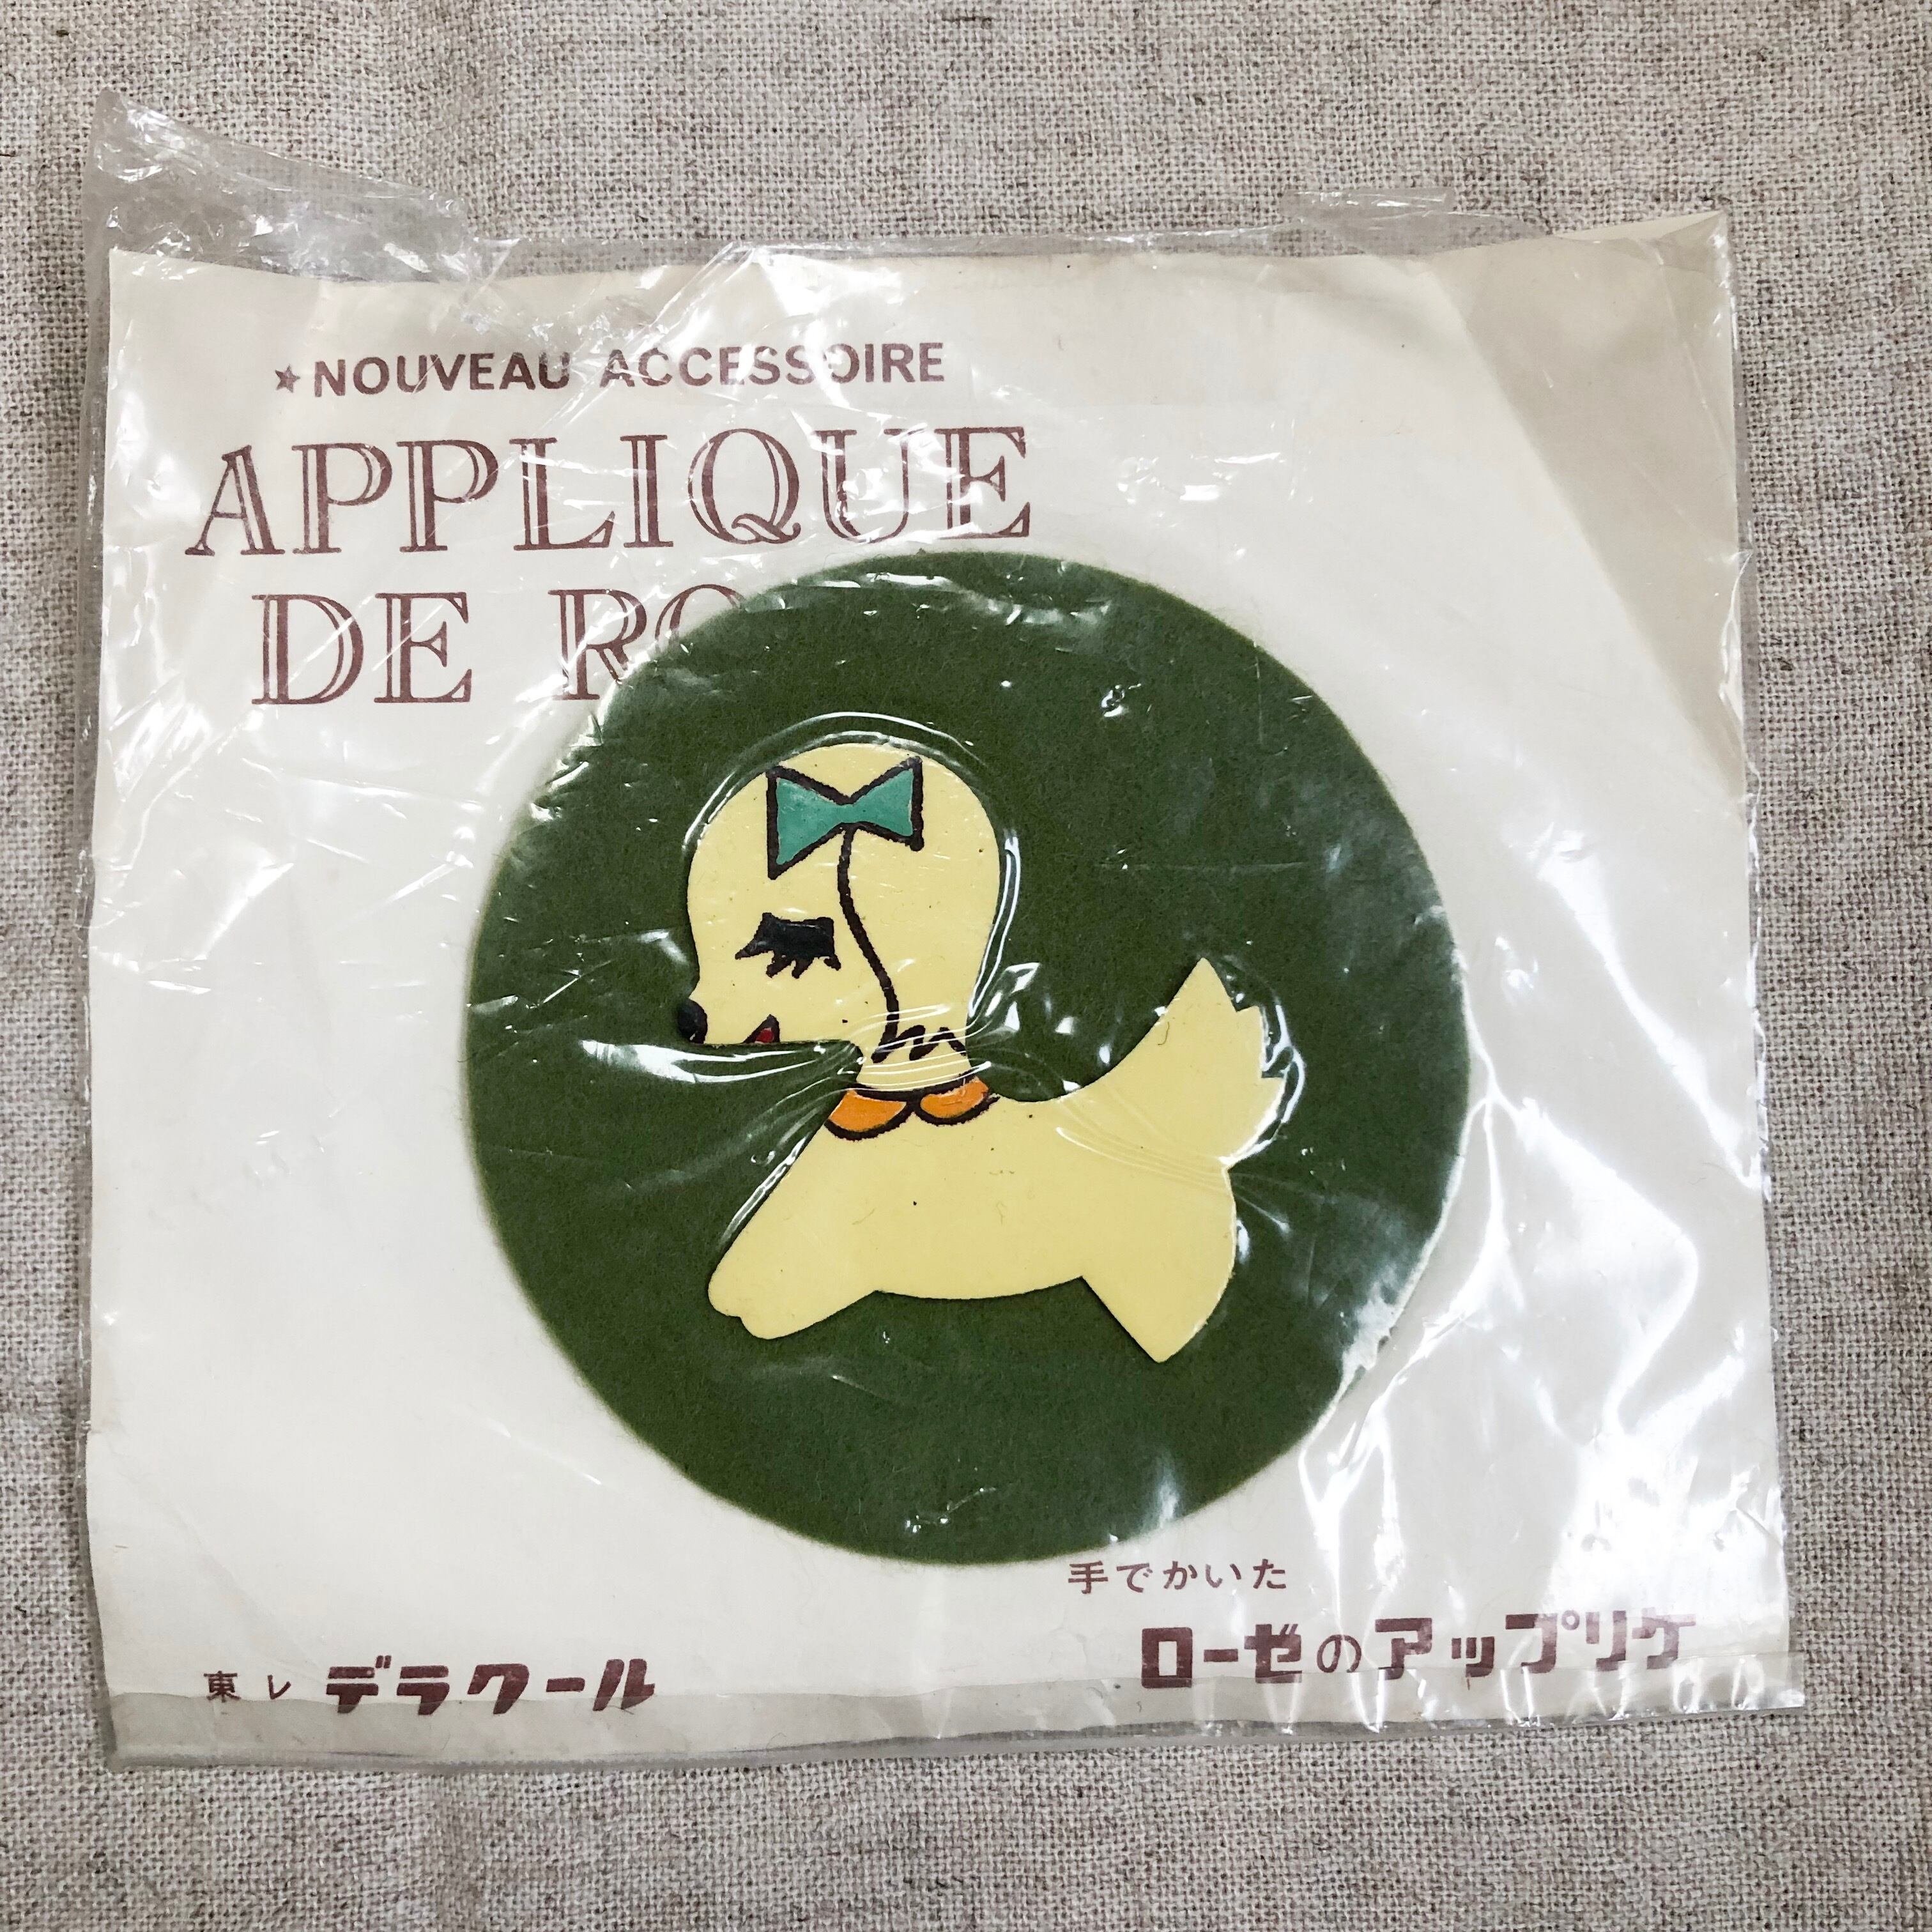 ★NOUVEAU ACCESSOIRE
APPLIQUE
DE
手でかいた
ローゼのアップリケ
東レ デラクール